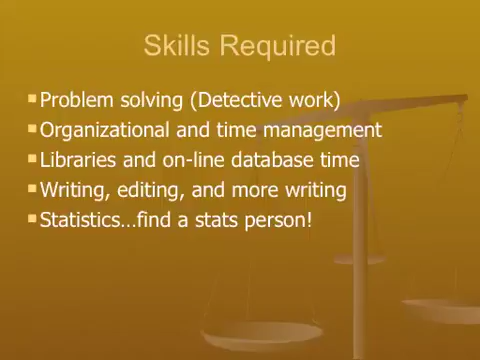 Skills Required
Problem solving (Detective work)
Organizational and time management
Libraries and on-line database time
Writing, editing, and more writing
Statistics…find a stats person!